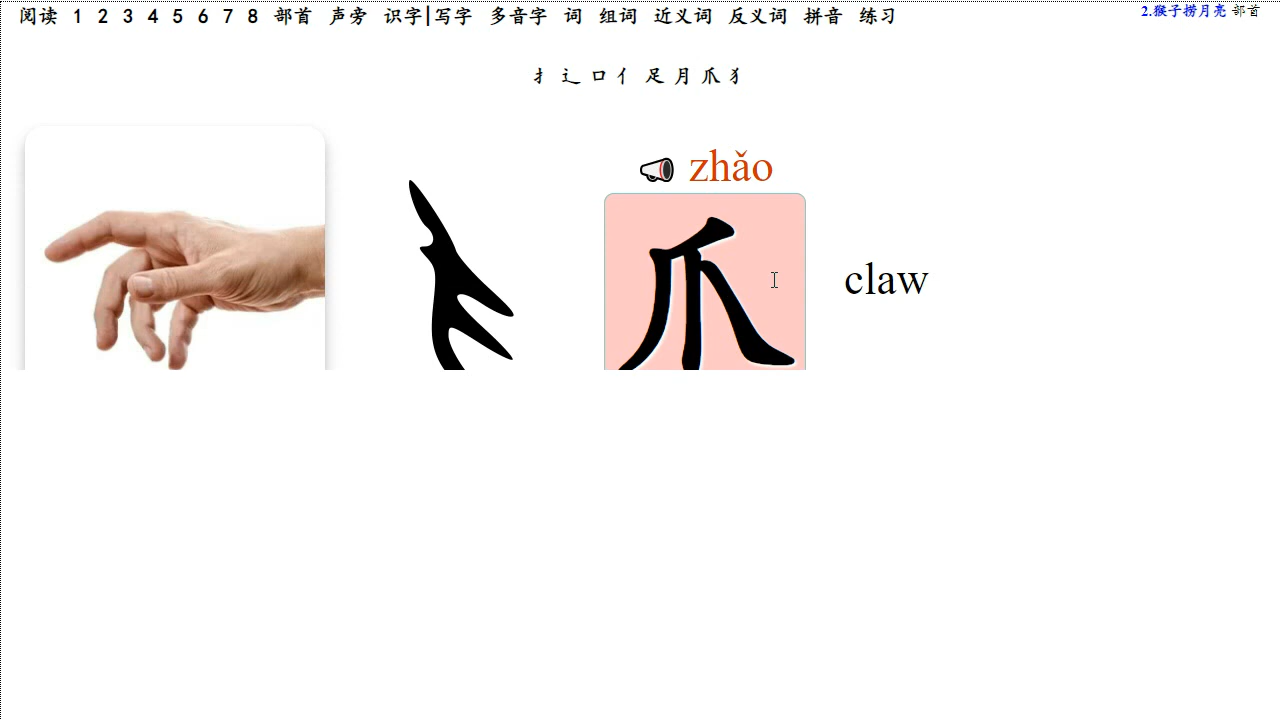 阅读 1 2 3 4 5 6 7 8 部首 声旁 识字|写字 多音字 词 组词 近义词 反义词 拼音 练习
2.猴子捞月亮 部首
扌 辶 口 亻 足 月 爪 犭
zhǎo
爪
claw